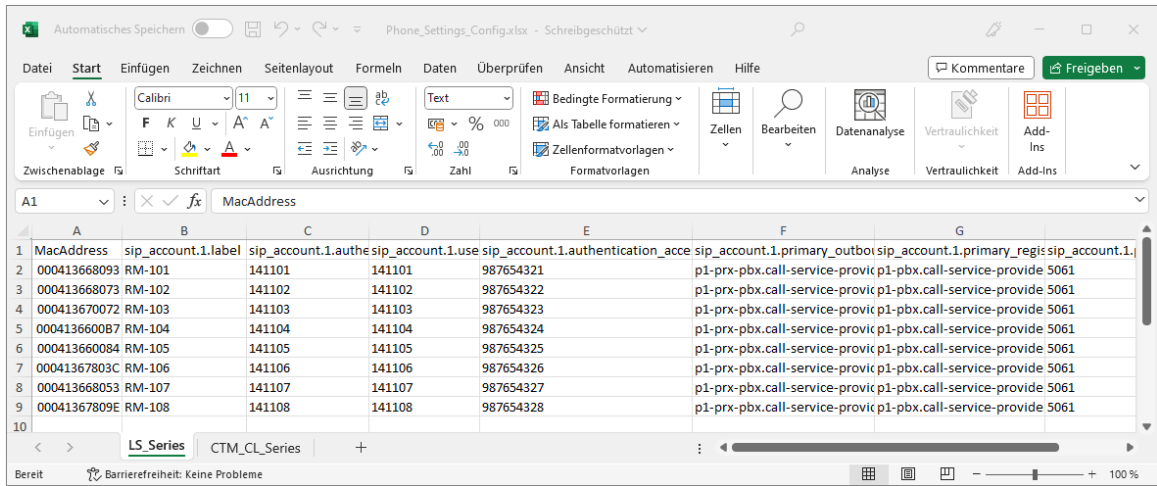 Automatisches Speichern Phone_Settings_Config.xlsx - Schreibgeschützt
Datei Start Einfügen Zeichnen Seitenlayout Formeln Daten Überprüfen Ansicht Automatisieren Hilfe Kommentare Freigeben
Einfügen Calibri 11 Text Bedingte Formatierung Zellen Bearbeiten Datenanalyse Vertraulichkeit Add-Ins
F K U A A % 000 Als Tabelle formatieren
A Zellenformatvorlagen
Zwischenablage Schriftart Ausrichtung Zahl Formatvorlagen Analyse Vertraulichkeit Add-Ins
A1 fx MacAddress
A B C D E F G
1 MacAddress sip_account.1.label sip_account.1.authe sip_account.1.use sip_account.1.authentication_acce sip_account.1.primary_outbou sip_account.1.primary_regis sip_account.1.p
2 000413668093 RM-101 141101 141101 987654321 p1-prx-pbx.call-service-provid p1-pbx.call-service-provide 5061
3 000413668073 RM-102 141102 141102 987654322 p1-prx-pbx.call-service-provid p1-pbx.call-service-provide 5061
4 000413670072 RM-103 141103 141103 987654323 p1-prx-pbx.call-service-provid p1-pbx.call-service-provide 5061
5 0004136600B7 RM-104 141104 141104 987654324 p1-prx-pbx.call-service-provid p1-pbx.call-service-provide 5061
6 000413660084 RM-105 141105 141105 987654325 p1-prx-pbx.call-service-provid p1-pbx.call-service-provide 5061
7 00041367803C RM-106 141106 141106 987654326 p1-prx-pbx.call-service-provid p1-pbx.call-service-provide 5061
8 000413668053 RM-107 141107 141107 987654327 p1-prx-pbx.call-service-provid p1-pbx.call-service-provide 5061
9 00041367809E RM-108 141108 141108 987654328 p1-prx-pbx.call-service-provid p1-pbx.call-service-provide 5061
10
LS_Series CTM_CL_Series
Bereit Barrierefreiheit: Keine Probleme 100 %